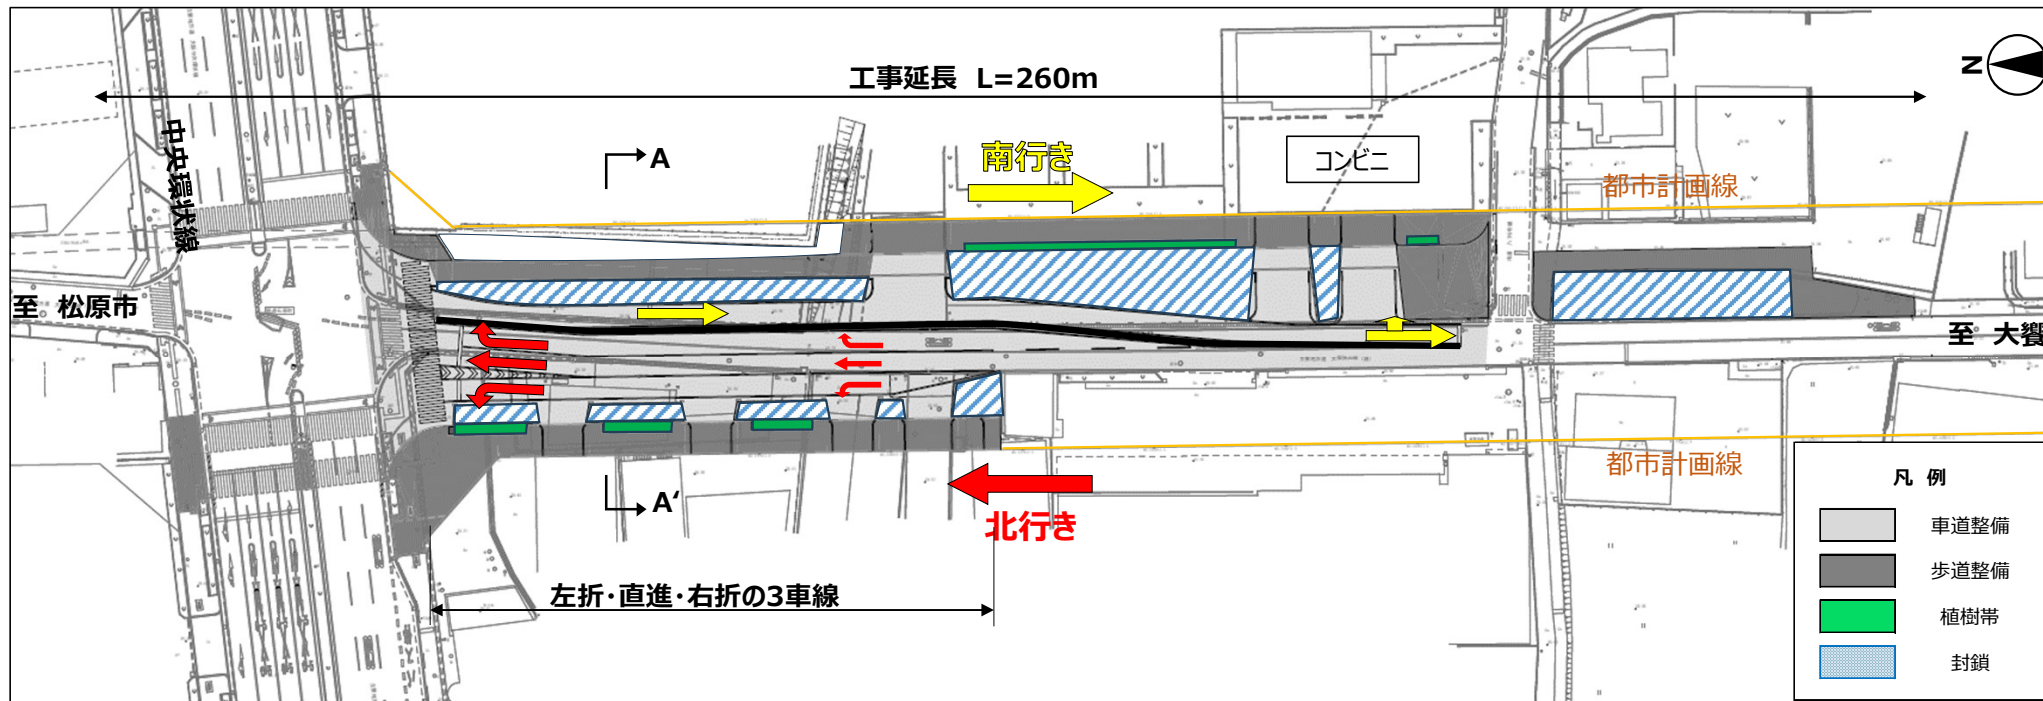 工事延長 L=260m
N
中央環状線
A
南行き
コンビニ
都市計画線
至 松原市
至 大饗
A‘
北行き
都市計画線
左折・直進・右折の3車線
凡 例
車道整備
歩道整備
植樹帯
封鎖